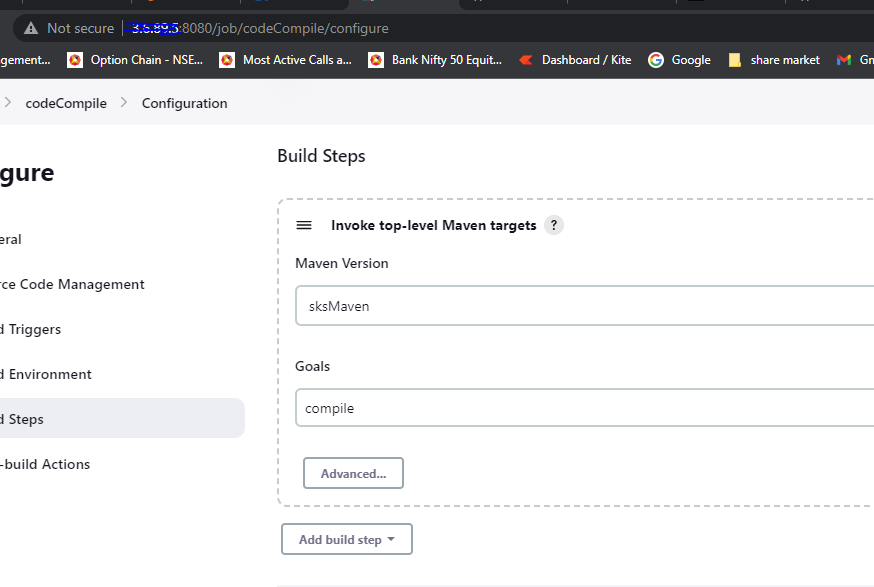 Not secure :8080/job/codeCompile/configure
gement... Option Chain - NSE... Most Active Calls a... Bank Nifty 50 Equit... Dashboard / Kite Google share market Gm
codeCompile Configuration
gure
Build Steps
eral
Invoke top-level Maven targets ?
Maven Version
rce Code Management
sksMaven
d Triggers
Goals
d Environment
compile
d Steps
-build Actions
Advanced...
Add build step